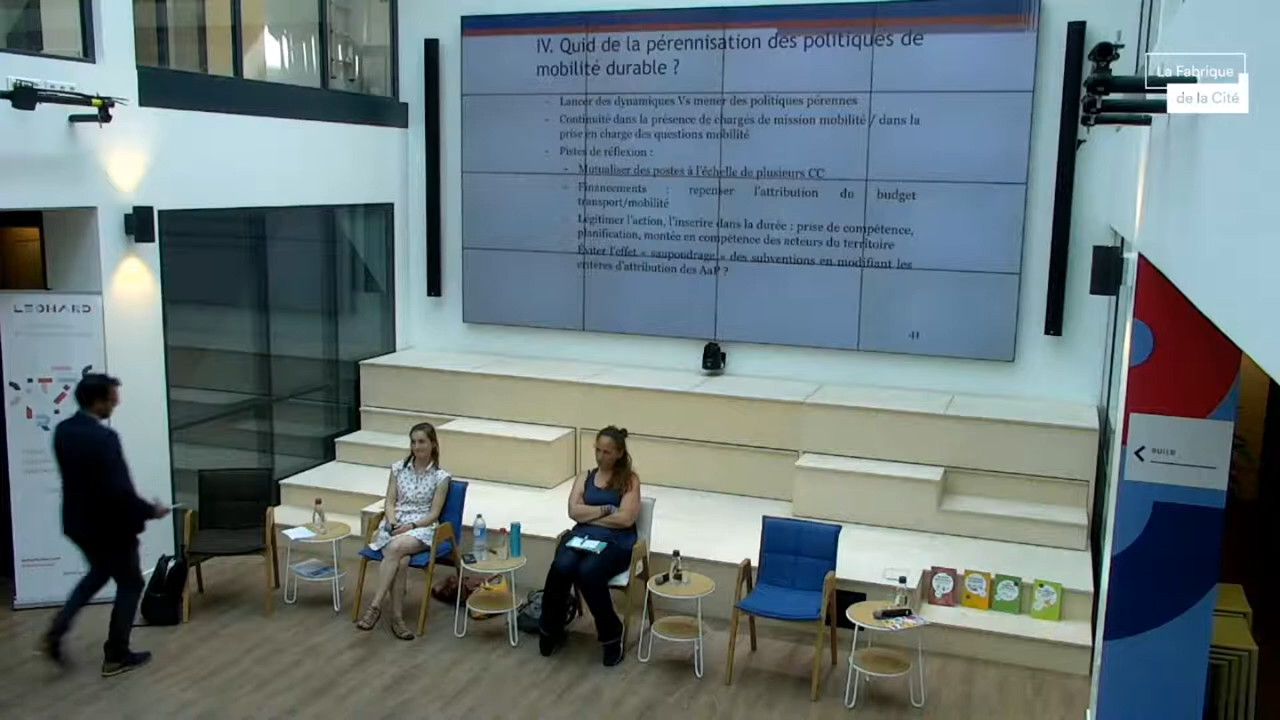 La Fabrique
de la Cité
IV. Quid de la pérennisation des politiques de
mobilité durable ?
- Lancer des dynamiques Vs mener des politiques pérennes
- Continuité dans la présence de chargés de mission mobilité / dans la
prise en charge des questions mobilité
- Pistes de réflexion :
- Mutualiser des postes à l'échelle de plusieurs CC
- Financements : repenser l'attribution du budget
transport/mobilité
- Légitimer l'action, l'inscrire dans la durée : prise de compétence,
planification, montée en compétence des acteurs du territoire
- Éviter l'effet « saupoudrage » des subventions en modifiant les
critères d'attribution des AaP ?
41
LEONARD
BUILD